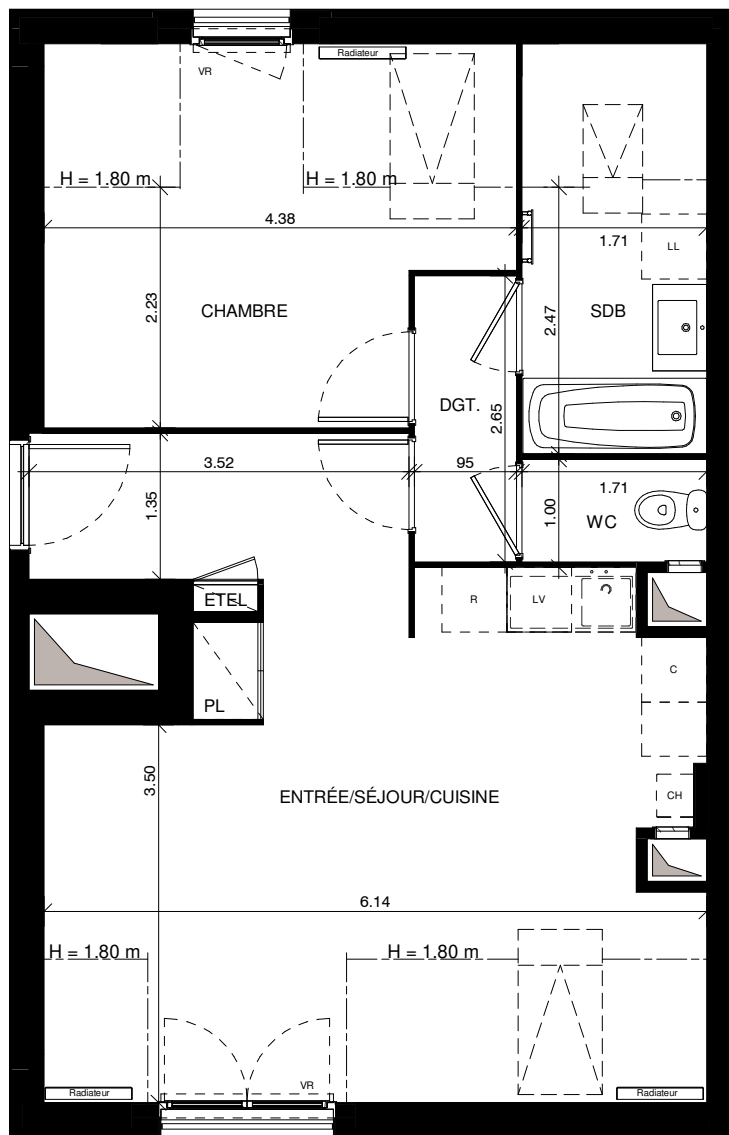 Radiateur
VR
H = 1.80 m
H = 1.80 m
4.38
1.71
LL
2.23
CHAMBRE
2.47
SDB
DGT.
2.65
3.52
95
1.71
1.35
1.00
WC
ETEL
R
LV
PL
C
3.50
ENTRÉE/SÉJOUR/CUISINE
CH
6.14
H = 1.80 m
H = 1.80 m
VR
Radiateur
Radiateur